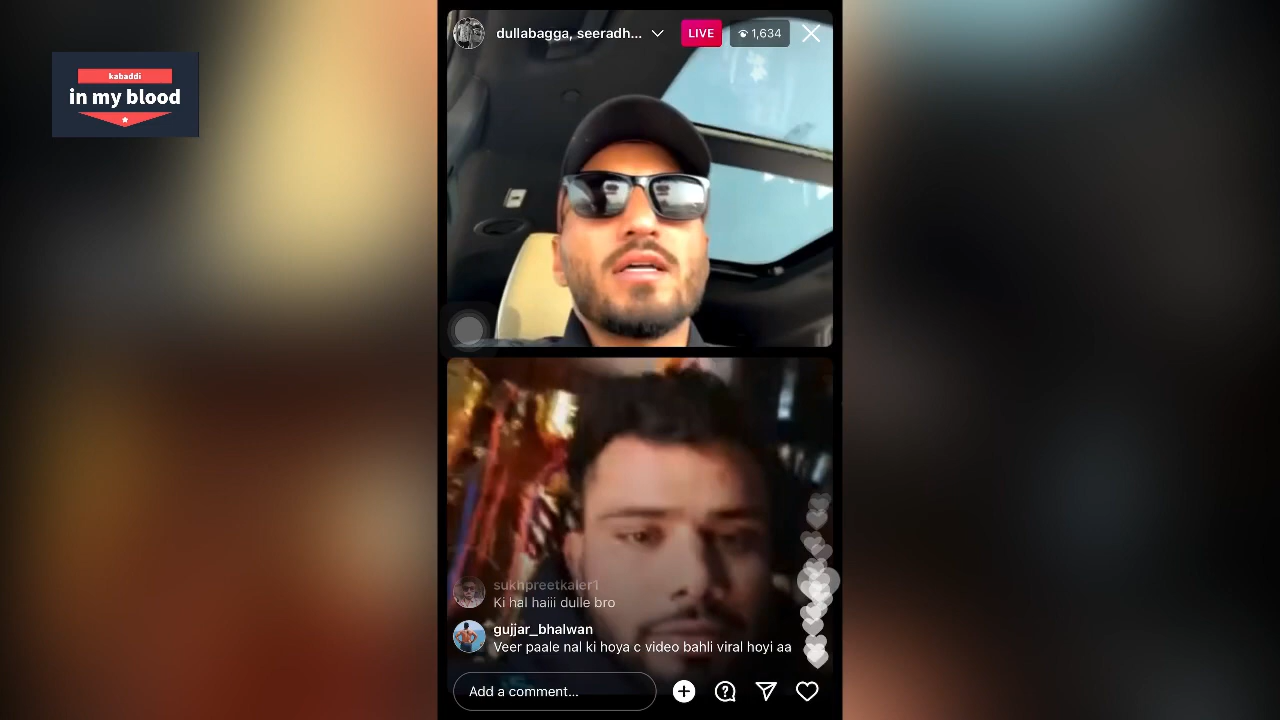 kabaddi
in my blood
dullabagga, seeradh...
LIVE
1,634
sukhpreetkaler1
Ki hal haiii dulle bro
gujjar_bhalwan
Veer paale nal ki hoya c video bahli viral hoyi aa
Add a comment...